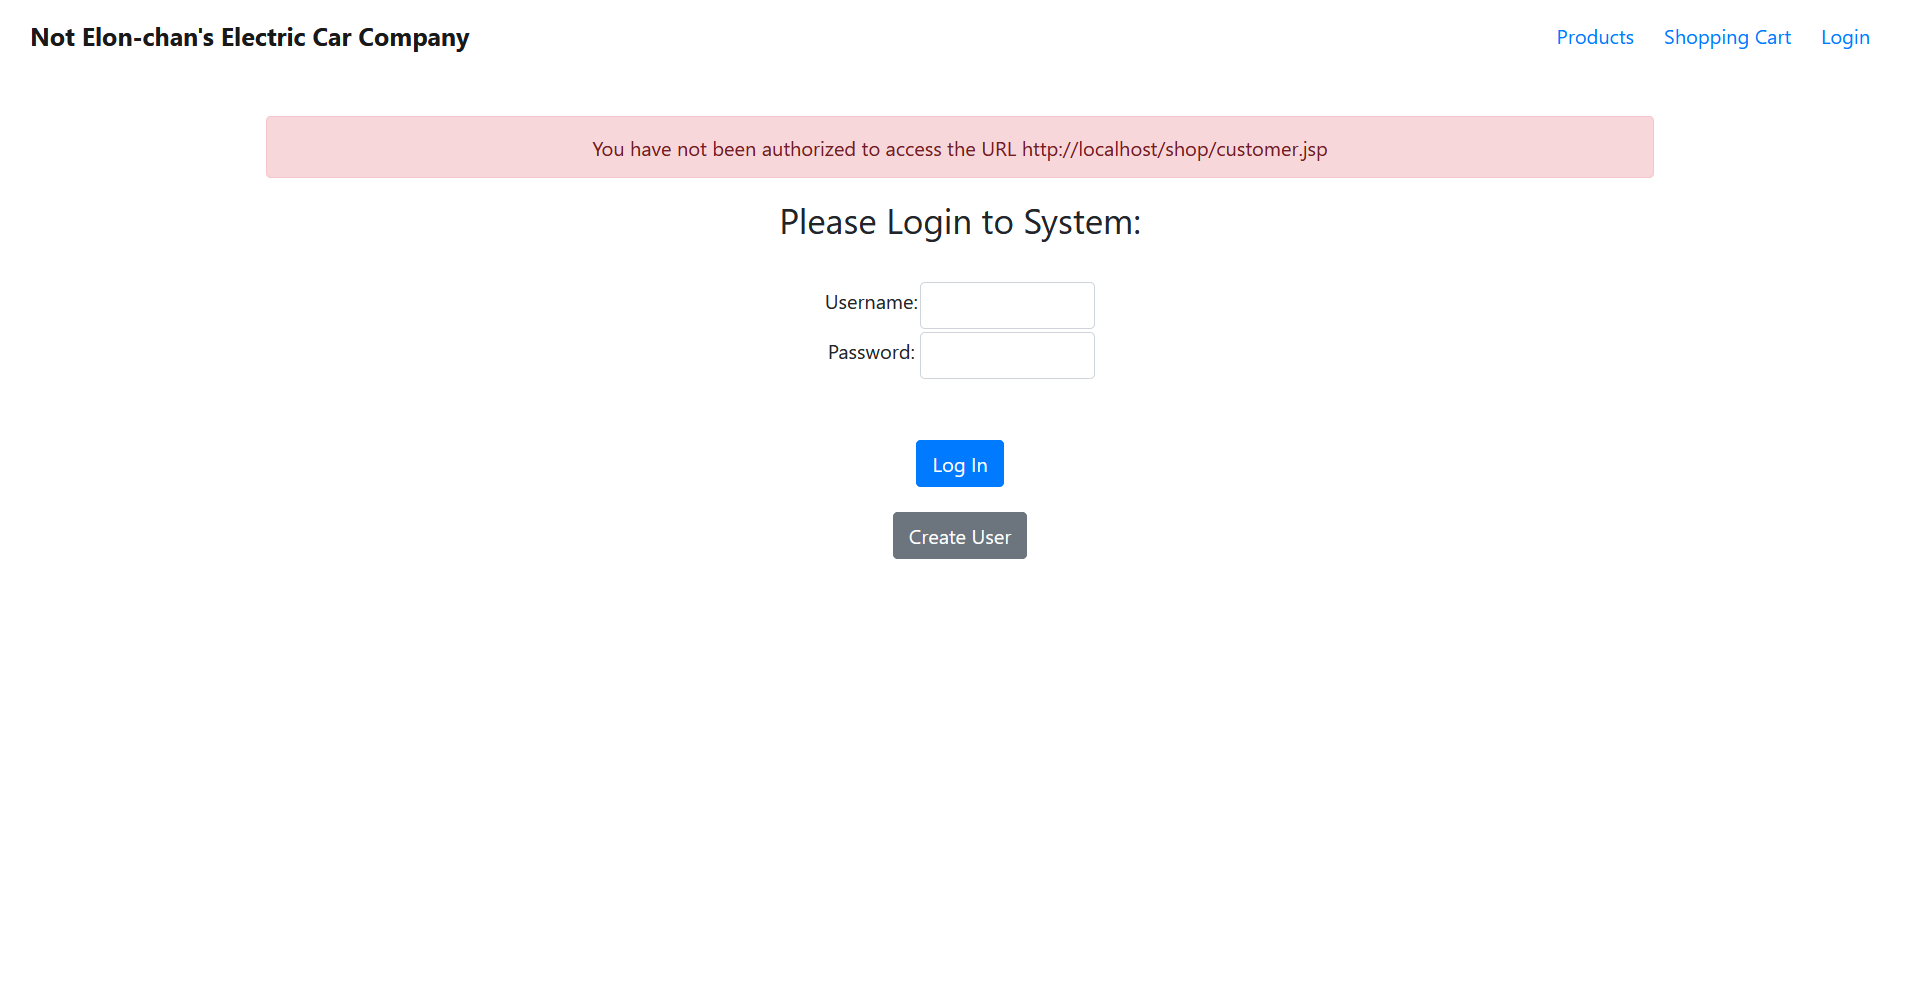 Not Elon-chan's Electric Car Company
Products
Shopping Cart
Login
You have not been authorized to access the URL http://localhost/shop/customer.jsp
Please Login to System:
Username:
Password:
Log In
Create User